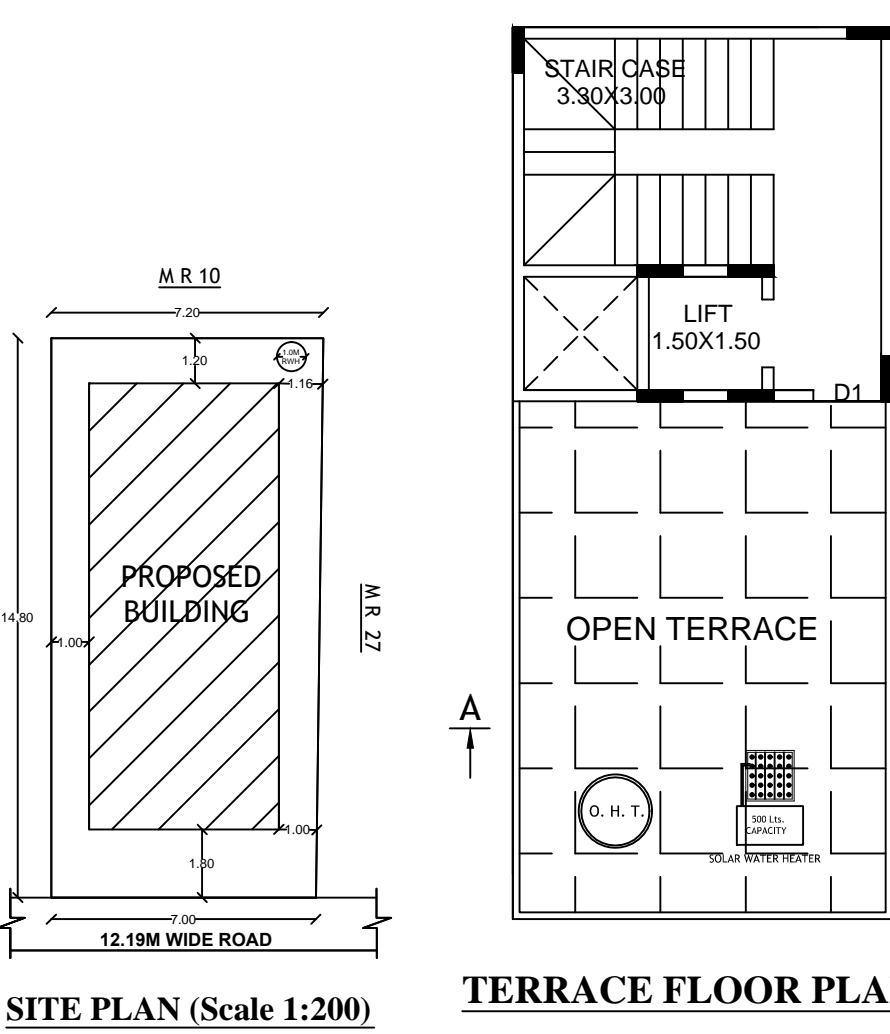 M R 10
7.20
1.20
1.0M
RWH
1.16
14.80
PROPOSED
BUILDING
M R 27
1.00
1.00
1.80
7.00
12.19M WIDE ROAD
SITE PLAN (Scale 1:200)
STAIR CASE
3.30X3.00
LIFT
1.50X1.50
D1
OPEN TERRACE
A
O. H. T.
500 Lts.
CAPACITY
SOLAR WATER HEATER
TERRACE FLOOR PLA